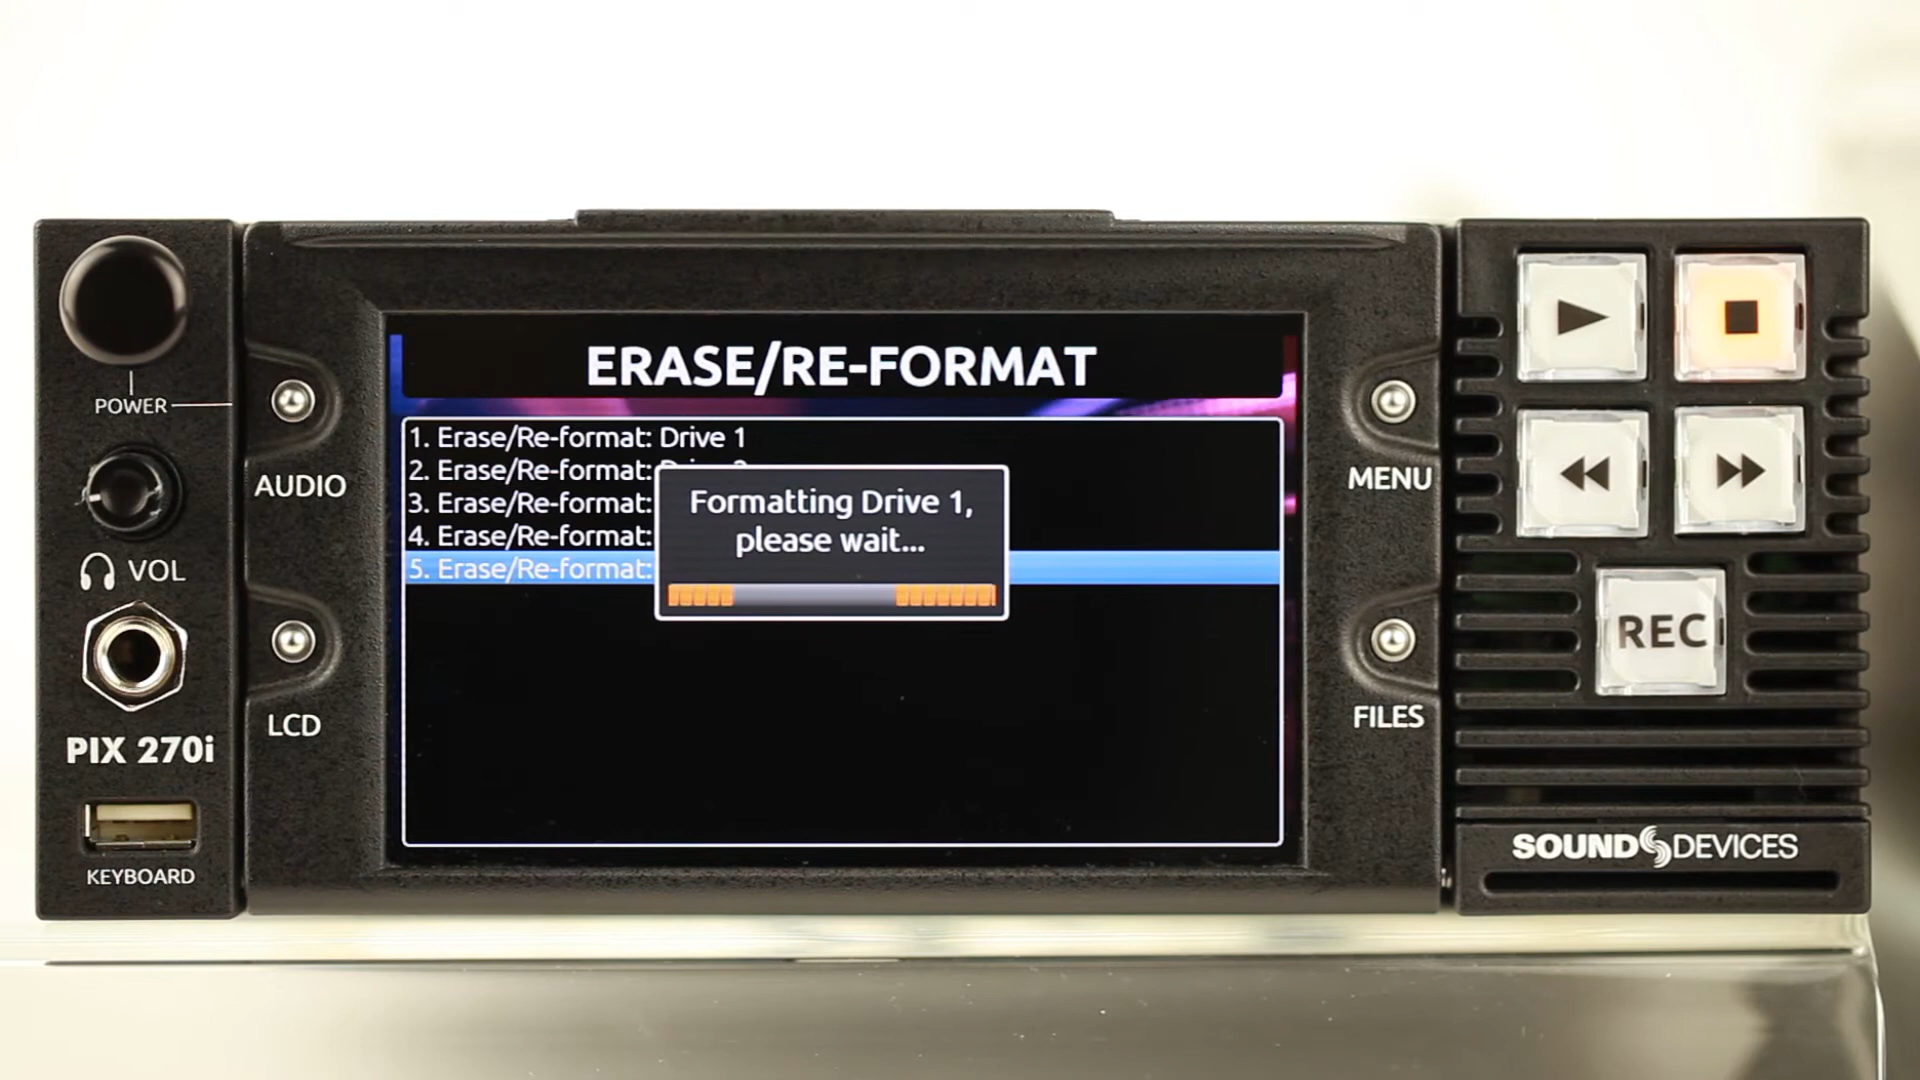 POWER
AUDIO
VOL
LCD
PIX 270i
KEYBOARD
ERASE/RE-FORMAT
1. Erase/Re-format: Drive 1
2. Erase/Re-format:
3. Erase/Re-format:
4. Erase/Re-format:
5. Erase/Re-format:
Formatting Drive 1,
please wait...
MENU
FILES
REC
SOUND DEVICES